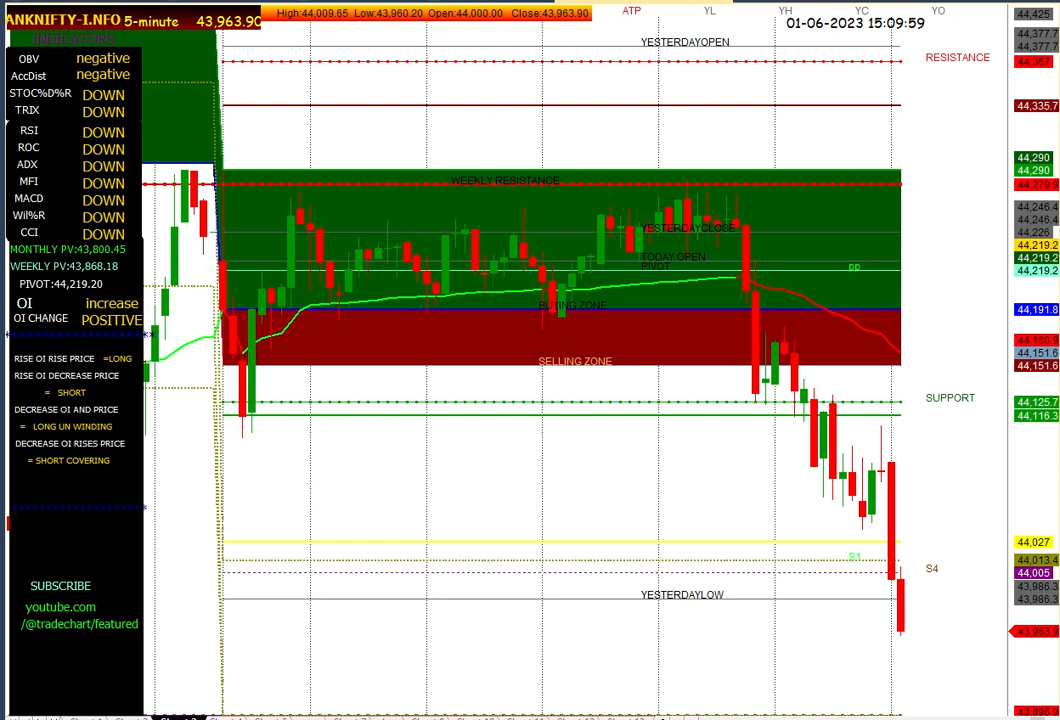 ANKNIFTY-I.NFO 5-minute 43,963.90
High:44,009.65 Low:43,960.20 Open:44,000.00 Close:43,963.90
ATP YL YH YC YO
01-06-2023 15:09:59
INDICATORS
OBV negative
AccDist negative
STOC%D%R DOWN
TRIX DOWN
RSI DOWN
ROC DOWN
ADX DOWN
MFI DOWN
MACD DOWN
Wil%R DOWN
CCI DOWN
MONTHLY PV:43,800.45
WEEKLY PV:43,868.18
PIVOT:44,219.20
OI increase
OI CHANGE POSITIVE
RISE OI RISE PRICE =LONG
RISE OI DECREASE PRICE
= SHORT
DECREASE OI AND PRICE
= LONG UN WINDING
DECREASE OI RISES PRICE
= SHORT COVERING
SUBSCRIBE
youtube.com
/@tradechart/featured
YESTERDAYOPEN
RESISTANCE
WEEKLY RESISTANCE
YESTERDAYCLOSE
TODAY OPEN
PIVOT
pp
BUYING ZONE
SELLING ZONE
SUPPORT
S1
S4
YESTERDAYLOW
44,425
44,377.7
44,377.7
44,367
44,335.7
44,290
44,290
44,279.9
44,246.4
44,246.4
44,226
44,219.2
44,219.2
44,219.2
44,191.8
44,160.9
44,151.6
44,151.6
44,125.7
44,116.3
44,027
44,013.4
44,005
43,986.3
43,986.3
43,963.9
43,896.9